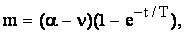 m = (α − ν)(1 − e^{−t/T}),